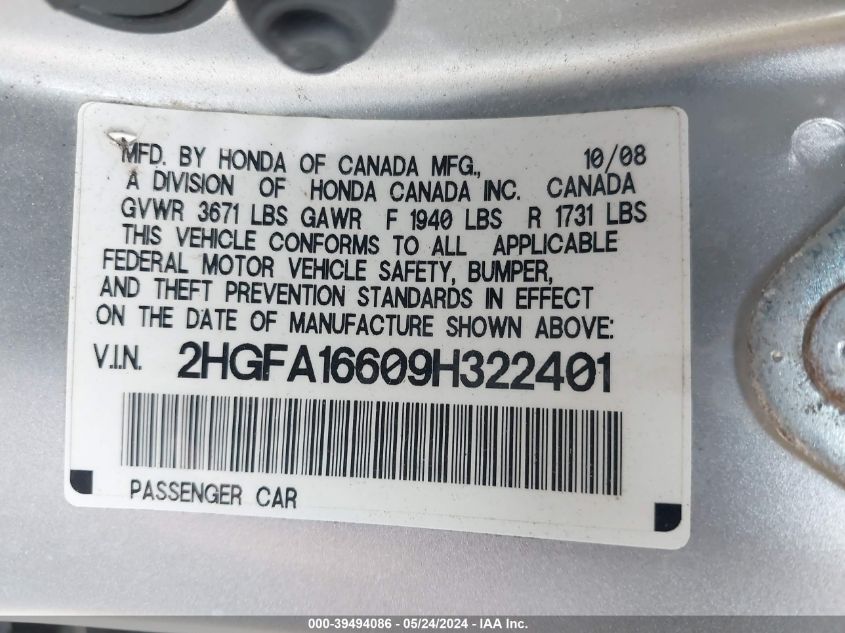 MFD. BY HONDA OF CANADA MFG., 10/08
A DIVISION OF HONDA CANADA INC. CANADA
GVWR 3671 LBS GAWR F 1940 LBS R 1731 LBS
THIS VEHICLE CONFORMS TO ALL APPLICABLE
FEDERAL MOTOR VEHICLE SAFETY, BUMPER,
AND THEFT PREVENTION STANDARDS IN EFFECT
ON THE DATE OF MANUFACTURE SHOWN ABOVE:
V.I.N. 2HGFA16609H322401
PASSENGER CAR
000-39494086 - 05/24/2024 - IAA Inc.